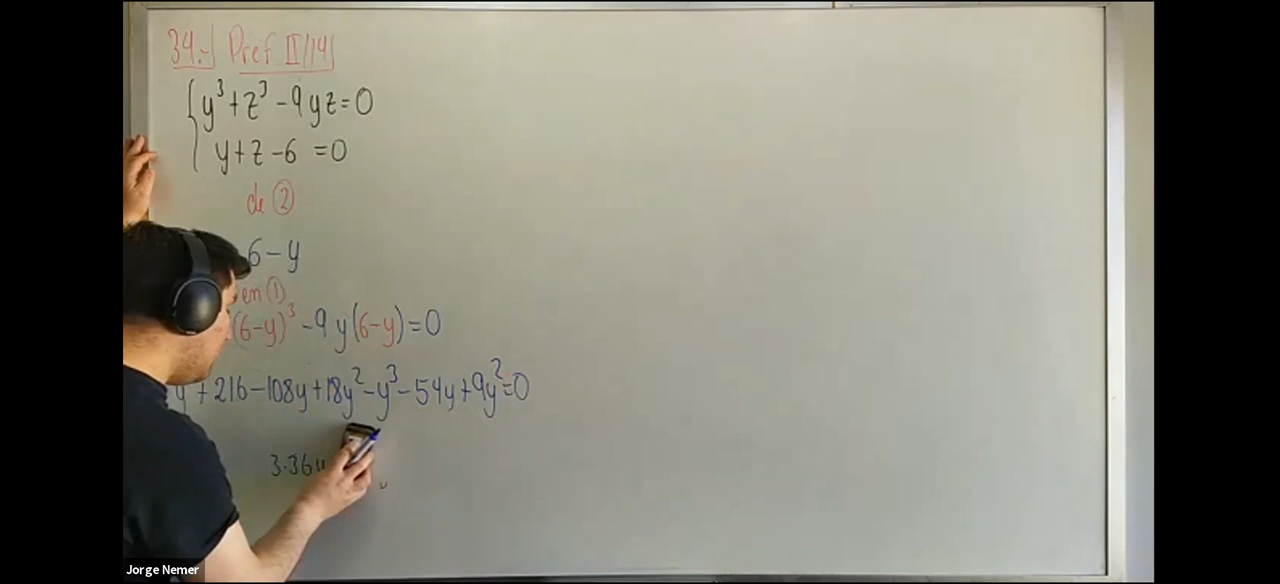 34.-) Pref II/14
y³+z³-9yz=0
y+z-6 =0
de ②
6-y
en ①
(6-y)³-9y(6-y)=0
y +216-108y+18y²-y³-54y+9y²=0
3·36
Jorge Nemer